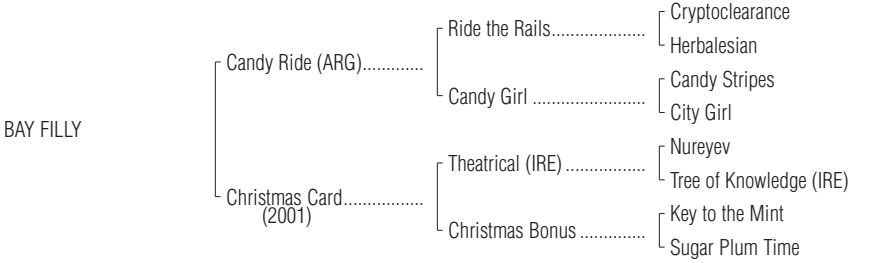 Cryptoclearance
Ride the Rails.....................
Herbalesian
Candy Ride (ARG).............
Candy Stripes
Candy Girl .........................
City Girl
BAY FILLY
Nureyev
Theatrical (IRE) ..................
Tree of Knowledge (IRE)
Christmas Card.................
(2001)
Key to the Mint
Christmas Bonus ...............
Sugar Plum Time